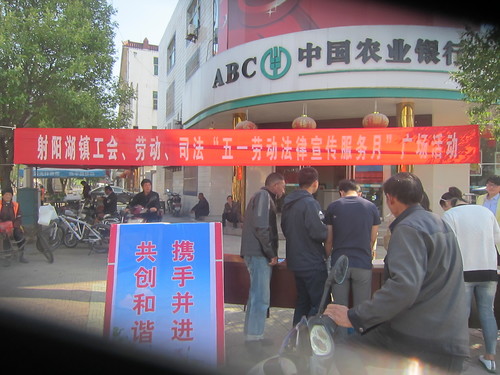 ABC 中国农业银行
射阳湖镇工会、劳动、司法“五一劳动法律宣传服务月”广场活动
携手并进
共创和谐